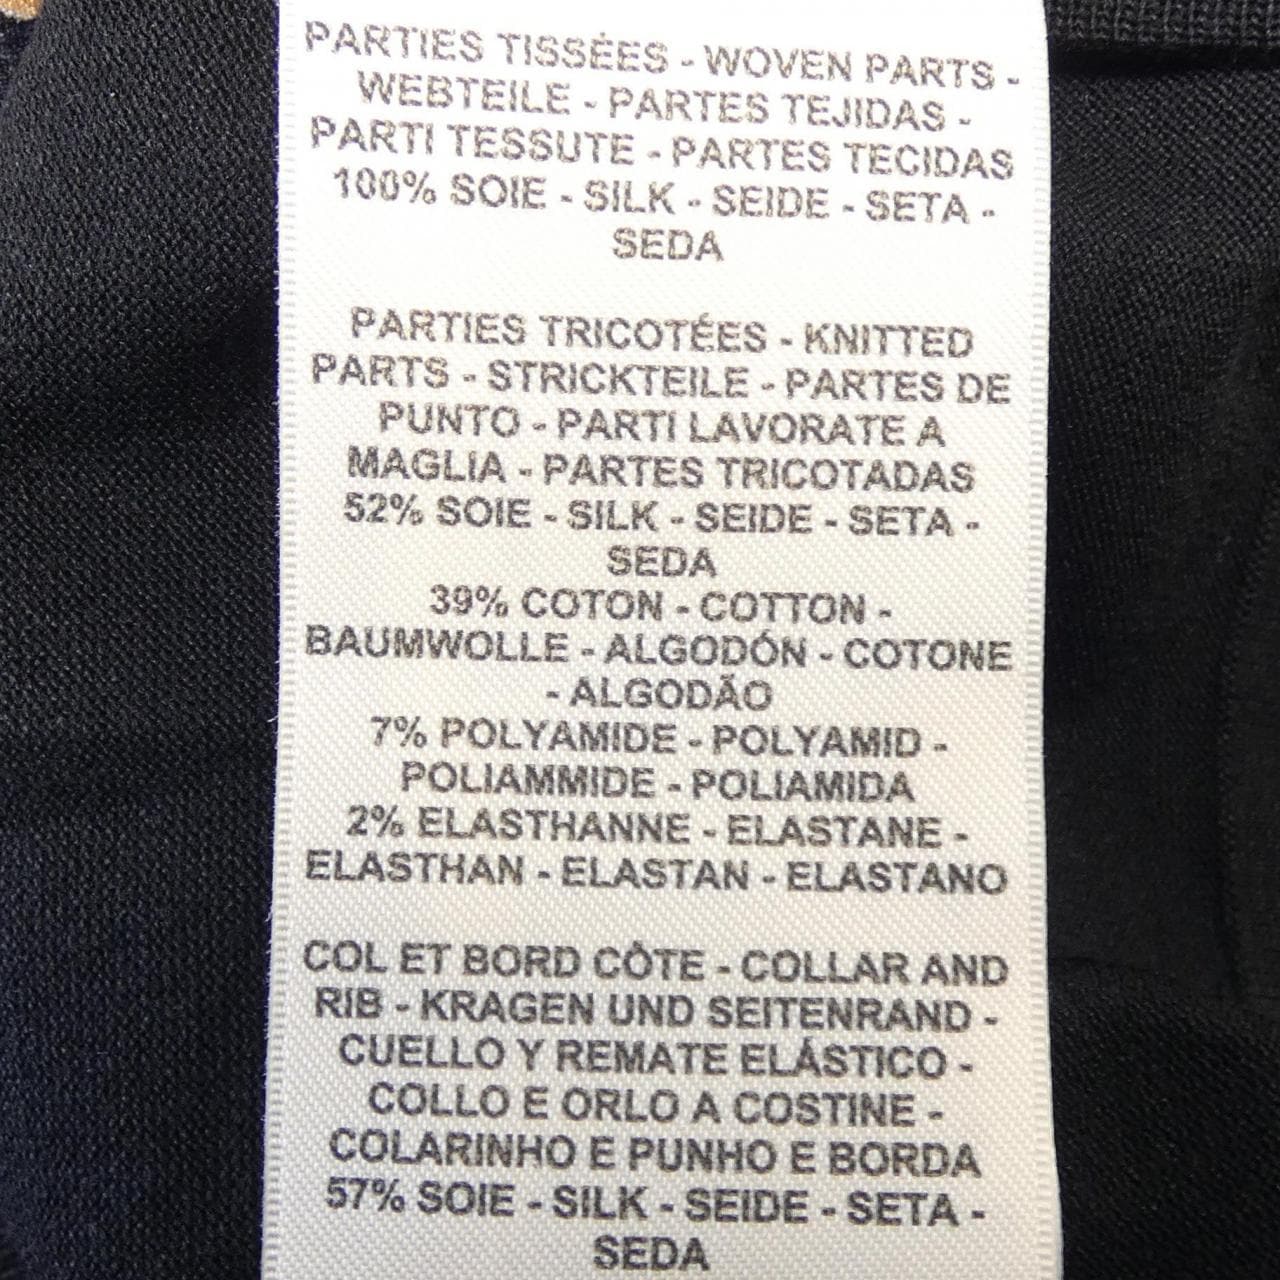 PARTIES TISSÉES - WOVEN PARTS -
WEBTEILE - PARTES TEJIDAS -
PARTI TESSUTE - PARTES TECIDAS
100% SOIE - SILK - SEIDE - SETA -
SEDA
PARTIES TRICOTÉES - KNITTED
PARTS - STRICKTEILE - PARTES DE
PUNTO - PARTI LAVORATE A
MAGLIA - PARTES TRICOTADAS
52% SOIE - SILK - SEIDE - SETA -
SEDA
39% COTON - COTTON -
BAUMWOLLE - ALGODÓN - COTONE
- ALGODÃO
7% POLYAMIDE - POLYAMID -
POLIAMMIDE - POLIAMIDA
2% ELASTHANNE - ELASTANE -
ELASTHAN - ELASTAN - ELASTANO
COL ET BORD CÔTE - COLLAR AND
RIB - KRAGEN UND SEITENRAND -
CUELLO Y REMATE ELÁSTICO -
COLLO E ORLO A COSTINE -
COLARINHO E PUNHO E BORDA
57% SOIE - SILK - SEIDE - SETA -
SEDA